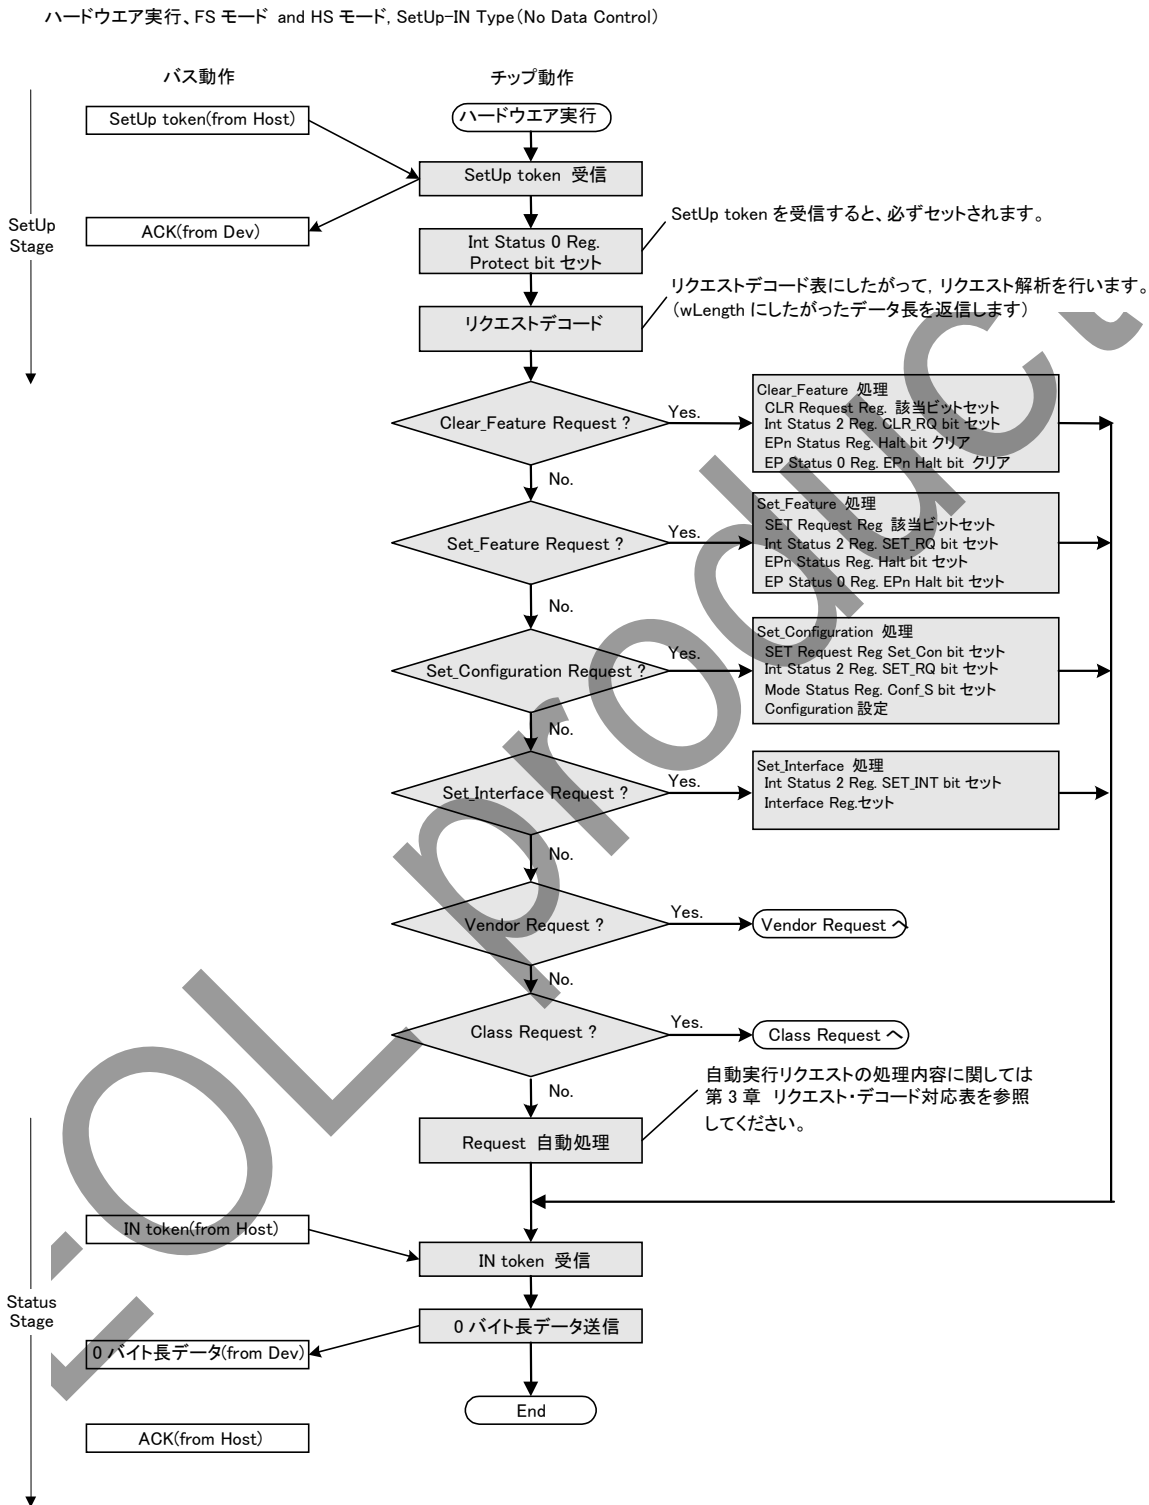 ハードウエア実行、FS モード and HS モード, SetUp-IN Type(No Data Control)
バス動作
チップ動作
SetUp token(from Host)
ハードウエア実行
SetUp token 受信
SetUp
Stage
ACK(from Dev)
Int Status 0 Reg.
Protect bit セット
SetUp token を受信すると、必ずセットされます。
リクエストデコード
リクエストデコード表にしたがって, リクエスト解析を行います。
(wLength にしたがったデータ長を返信します)
Clear_Feature Request ?
Yes.
Clear_Feature 処理
CLR Request Reg. 該当ビットセット
Int Status 2 Reg. CLR_RQ bit セット
EPn Status Reg. Halt bit クリア
EP Status 0 Reg. EPn Halt bit クリア
No.
Set_Feature Request ?
Yes.
Set_Feature 処理
SET Request Reg 該当ビットセット
Int Status 2 Reg. SET_RQ bit セット
EPn Status Reg. Halt bit セット
EP Status 0 Reg. EPn Halt bit セット
No.
Set_Configuration Request ?
Yes.
Set_Configuration 処理
SET Request Reg Set_Con bit セット
Int Status 2 Reg. SET_RQ bit セット
Mode Status Reg. Conf_S bit セット
Configuration 設定
No.
Set_Interface Request ?
Yes.
Set_Interface 処理
Int Status 2 Reg. SET_INT bit セット
Interface Reg.セット
No.
Vendor Request ?
Yes.
Vendor Request へ
No.
Class Request ?
Yes.
Class Request へ
No.
Request 自動処理
自動実行リクエストの処理内容に関しては
第 3 章 リクエスト・デコード対応表を参照
してください。
IN token(from Host)
IN token 受信
Status
Stage
0 バイト長データ送信
0 バイト長データ(from Dev)
End
ACK(from Host)
EOL product